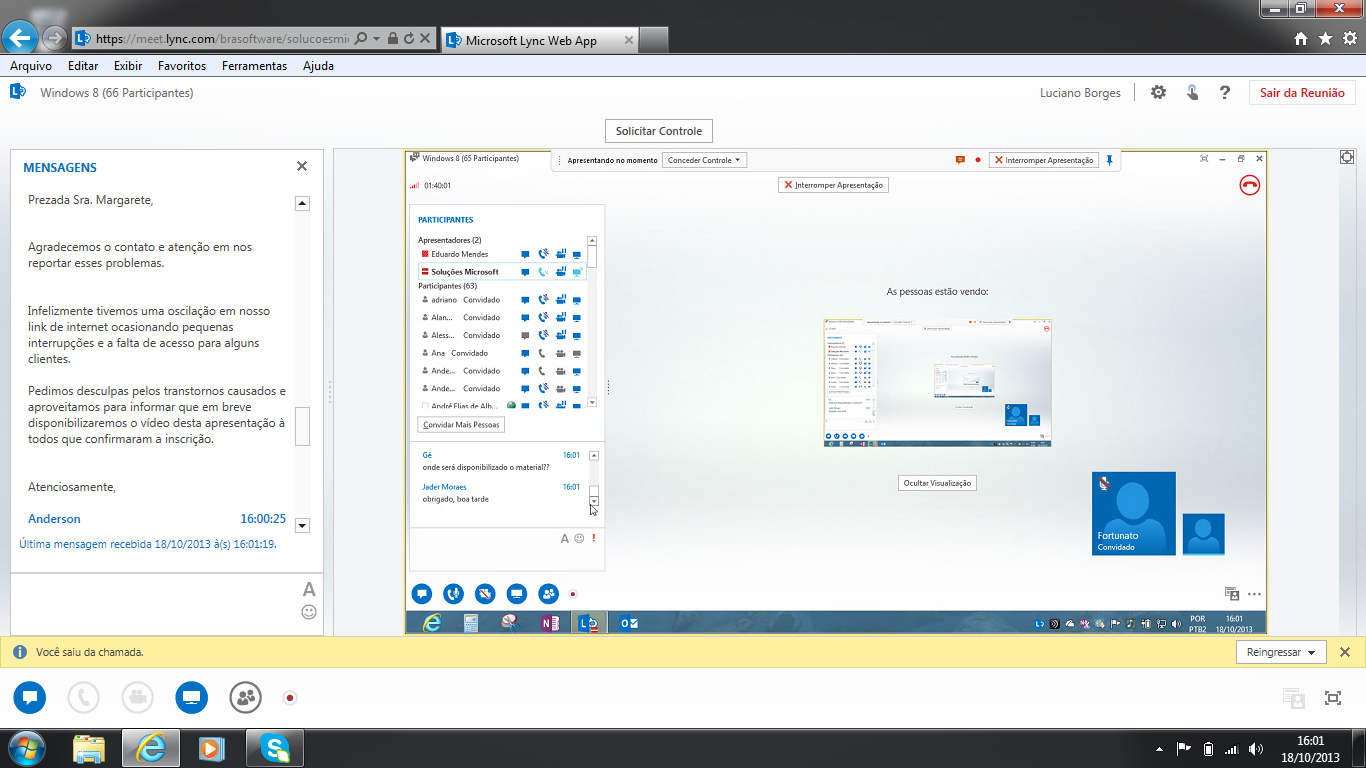 https://meet.lync.com/brasoftware/solucoesmi
Microsoft Lync Web App
Arquivo Editar Exibir Favoritos Ferramentas Ajuda
Windows 8 (66 Participantes)
Luciano Borges
Sair da Reunião
Solicitar Controle
MENSAGENS
Prezada Sra. Margarete,
Agradecemos o contato e atenção em nos
reportar esses problemas.
Infelizmente tivemos uma oscilação em nosso
link de internet ocasionando pequenas
interrupções e a falta de acesso para alguns
clientes.
Pedimos desculpas pelos transtornos causados e
aproveitamos para informar que em breve
disponibilizaremos o vídeo desta apresentação à
todos que confirmaram a inscrição.
Atenciosamente,
Anderson 16:00:25
Última mensagem recebida 18/10/2013 à(s) 16:01:19.
Windows 8 (65 Participantes)
Apresentando no momento
Conceder Controle
Interromper Apresentação
01:40:01
Interromper Apresentação
PARTICIPANTES
Apresentadores (2)
Eduardo Mendes
Soluções Microsoft
Participantes (63)
adriano Convidado
Alan... Convidado
Aless... Convidado
Ana Convidado
Ande... Convidado
Ande... Convidado
André Elias de Alb...
Convidar Mais Pessoas
Gê 16:01
onde será disponibilizado o material??
Jader Moraes 16:01
obrigado, boa tarde
As pessoas estão vendo:
Ocultar Visualização
Fortunato
Convidado
POR
PTB2
16:01
18/10/2013
Você saiu da chamada.
Reingressar
16:01
18/10/2013